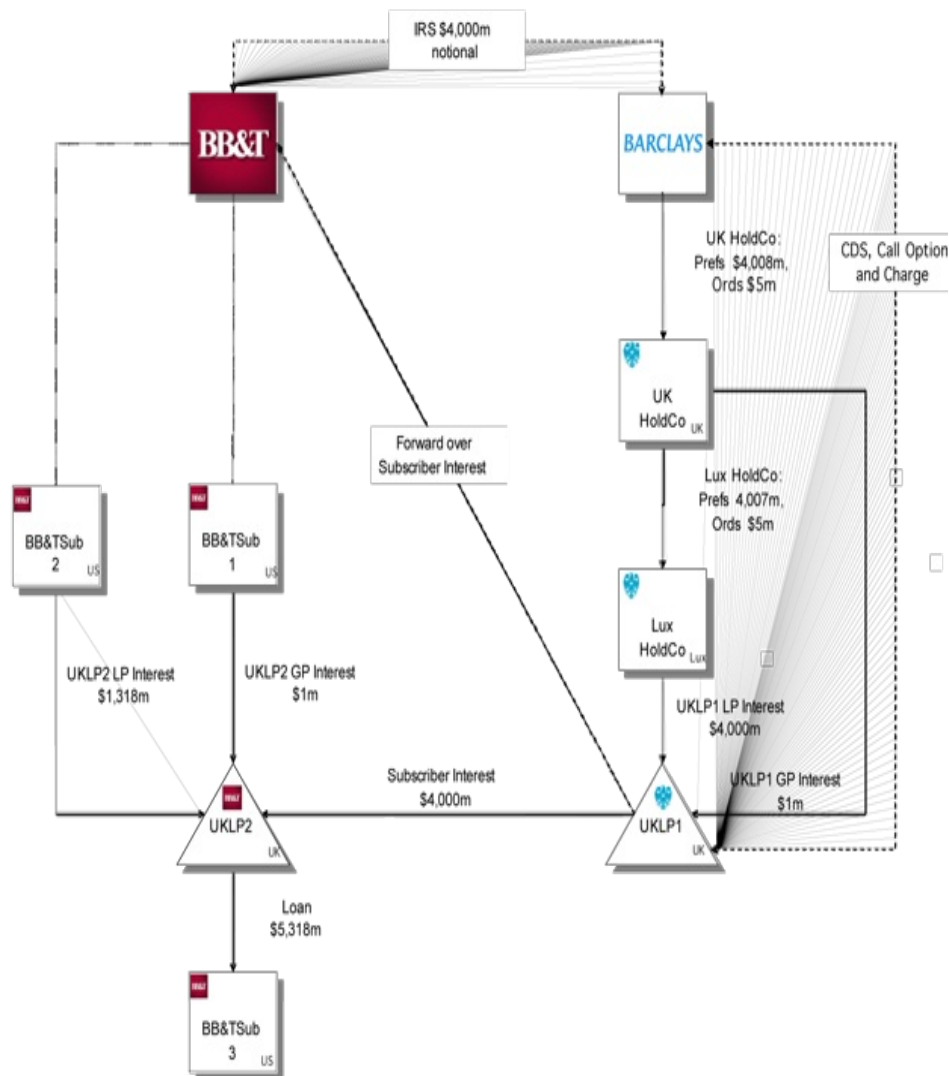 IRS $4,000m
notional
BB&T
BARCLAYS
UK HoldCo:
Prefs $4,008m,
Ords $5m
CDS, Call Option
and Charge
UK
HoldCo
UK
Forward over
Subscriber Interest
Lux HoldCo:
Prefs 4,007m,
Ords $5m
BB&T
BB&TSub
2
US
BB&T
BB&TSub
1
US
Lux
HoldCo
Lux
UKLP2 LP Interest
$1,318m
UKLP2 GP Interest
$1m
UKLP1 LP Interest
$4,000m
Subscriber Interest
$4,000m
UKLP1 GP Interest
$1m
BB&T
UKLP2
UK
UKLP1
UK
Loan
$5,318m
BB&T
BB&TSub
3
US